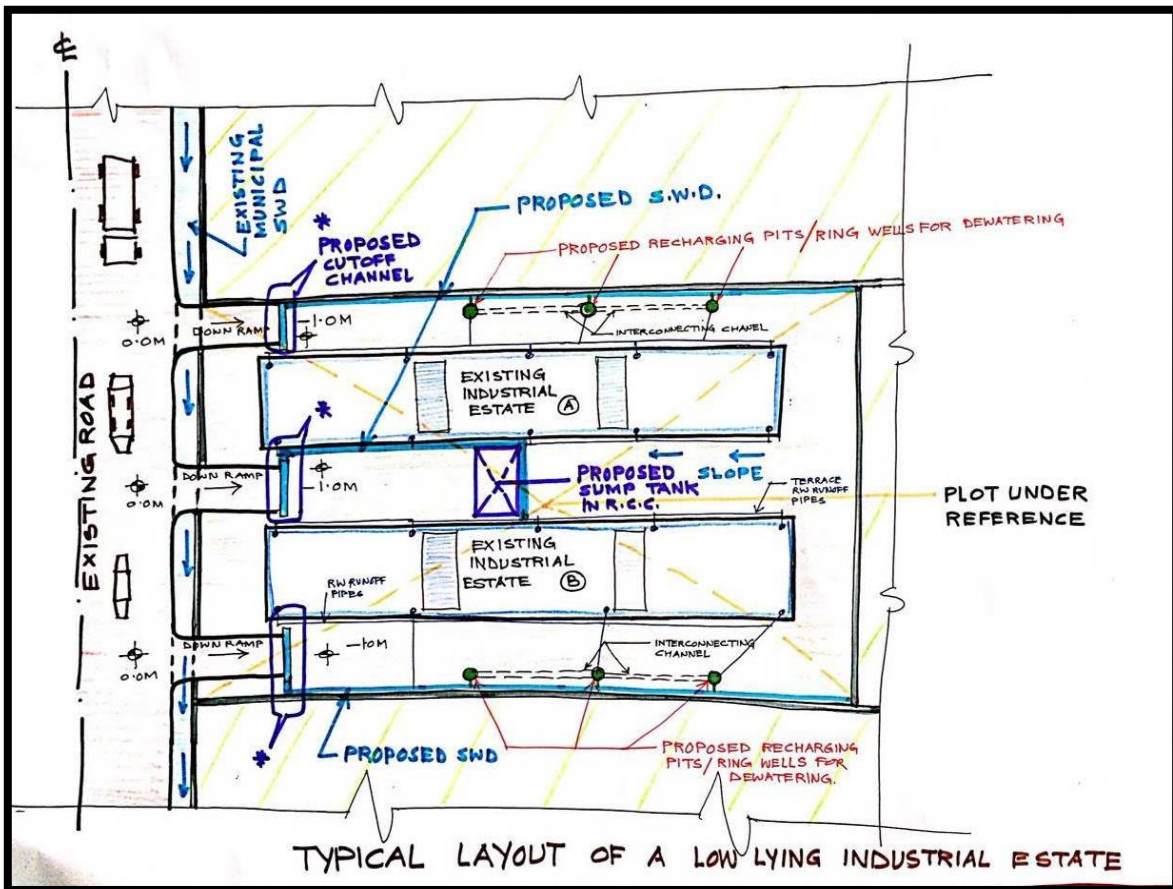 ℄
EXISTING
MUNICIPAL
SWD
*
PROPOSED
CUTOFF
CHANNEL
PROPOSED S.W.D.
PROPOSED RECHARGING PITS/RING WELLS FOR DEWATERING
0.0M
DOWN RAMP
-1.0M
INTERCONNECTING CHANEL
EXISTING
INDUSTRIAL
ESTATE A
*
EXISTING ROAD
0.0M
DOWN RAMP
-1.0M
PROPOSED
SUMP TANK
IN R.C.C.
SLOPE
TERRACE
RW RUNOFF
PIPES
PLOT UNDER
REFERENCE
EXISTING
INDUSTRIAL
ESTATE B
RW RUNOFF
PIPES
0.0M
DOWN RAMP
-1.0M
INTERCONNECTING
CHANNEL
*
PROPOSED SWD
PROPOSED RECHARGING
PITS/RING WELLS FOR
DEWATERING.
TYPICAL LAYOUT OF A LOW LYING INDUSTRIAL ESTATE